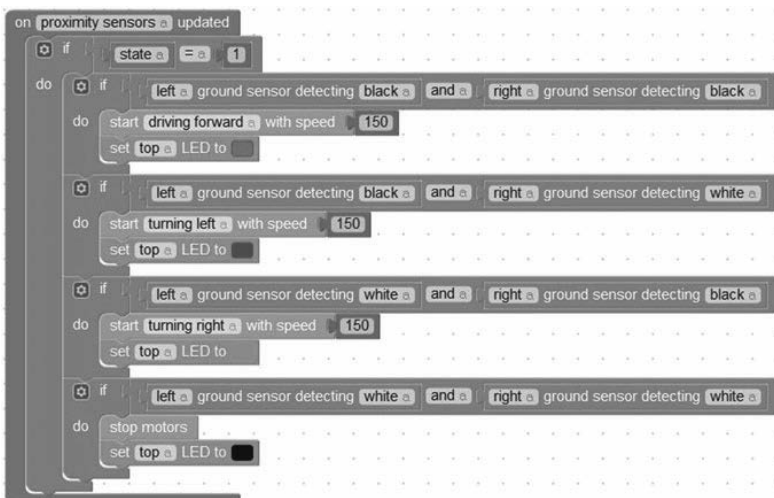 on proximity sensors updated
if state = 1
do if left ground sensor detecting black and right ground sensor detecting black
do start driving forward with speed 150
set top LED to
if left ground sensor detecting black and right ground sensor detecting white
do start turning left with speed 150
set top LED to
if left ground sensor detecting white and right ground sensor detecting black
do start turning right with speed 150
set top LED to
if left ground sensor detecting white and right ground sensor detecting white
do stop motors
set top LED to